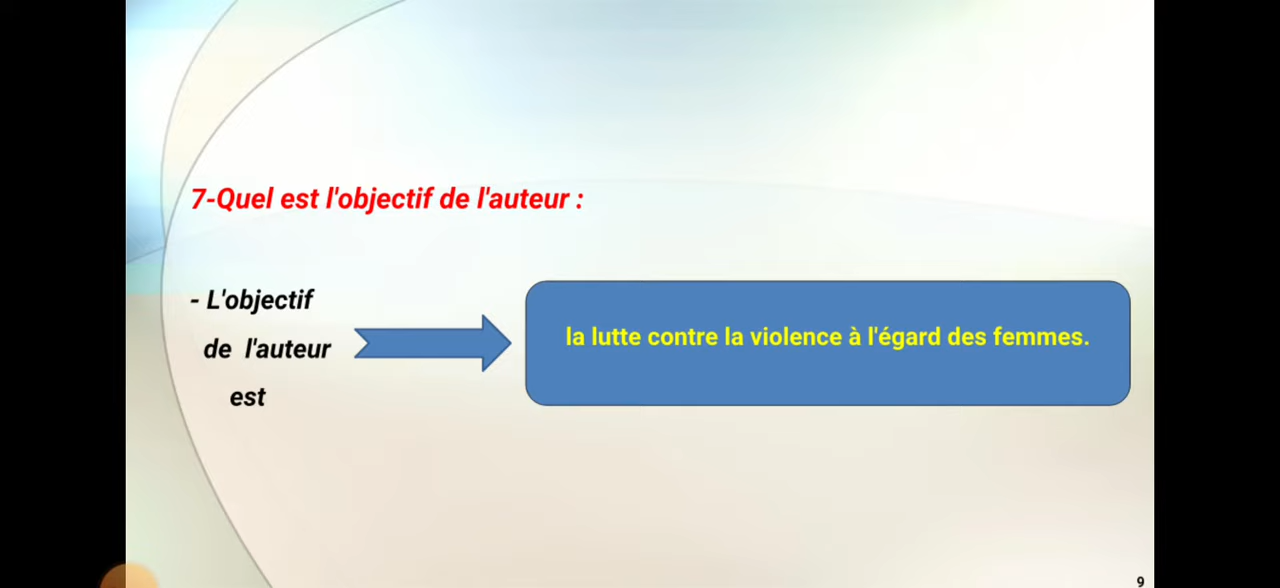 7-Quel est l'objectif de l'auteur :
- L'objectif
de l'auteur
est
la lutte contre la violence à l'égard des femmes.
9